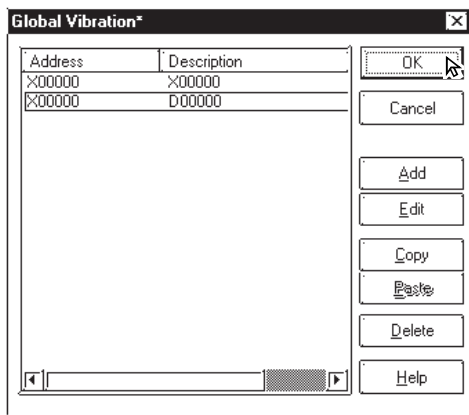 Global Vibration*
Address Description
X00000 X00000
X00000 D00000
OK
Cancel
Add
Edit
Copy
Paste
Delete
Help